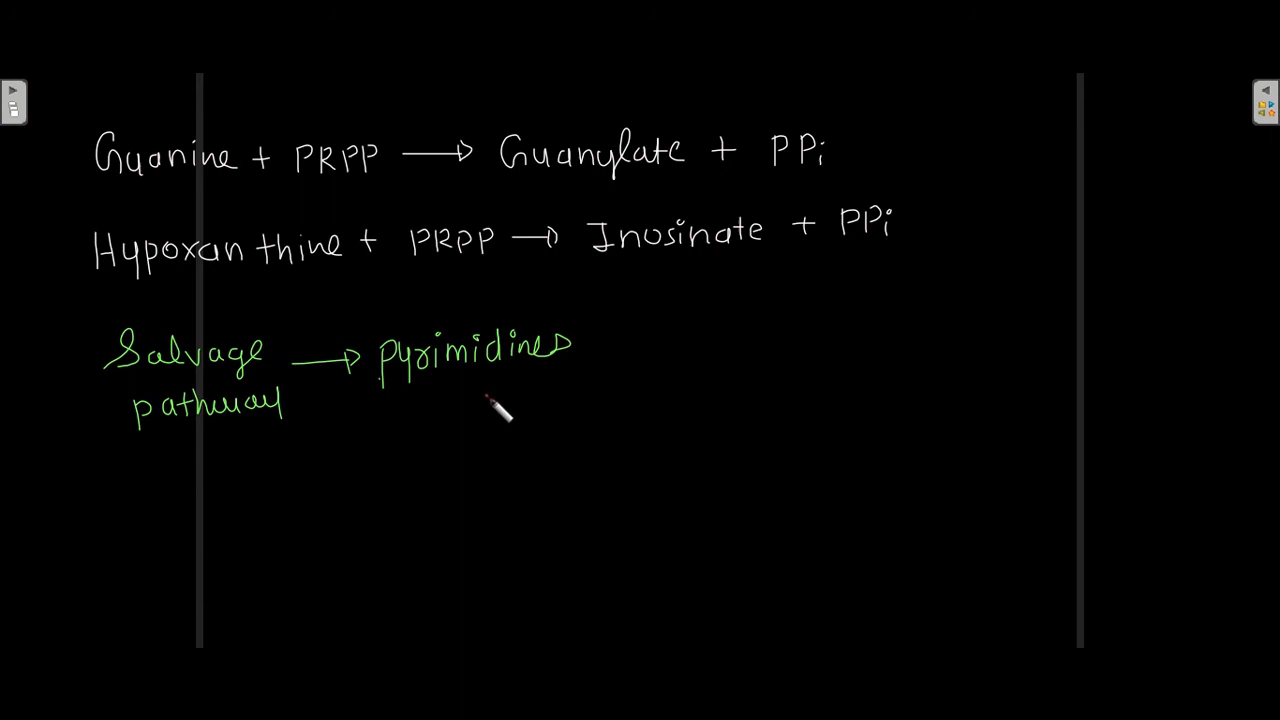 Guanine + PRPP ⟶ Guanylate + PPi
Hypoxanthine + PRPP → Inosinate + PPi
Salvage ⟶ pyrimidines
pathway